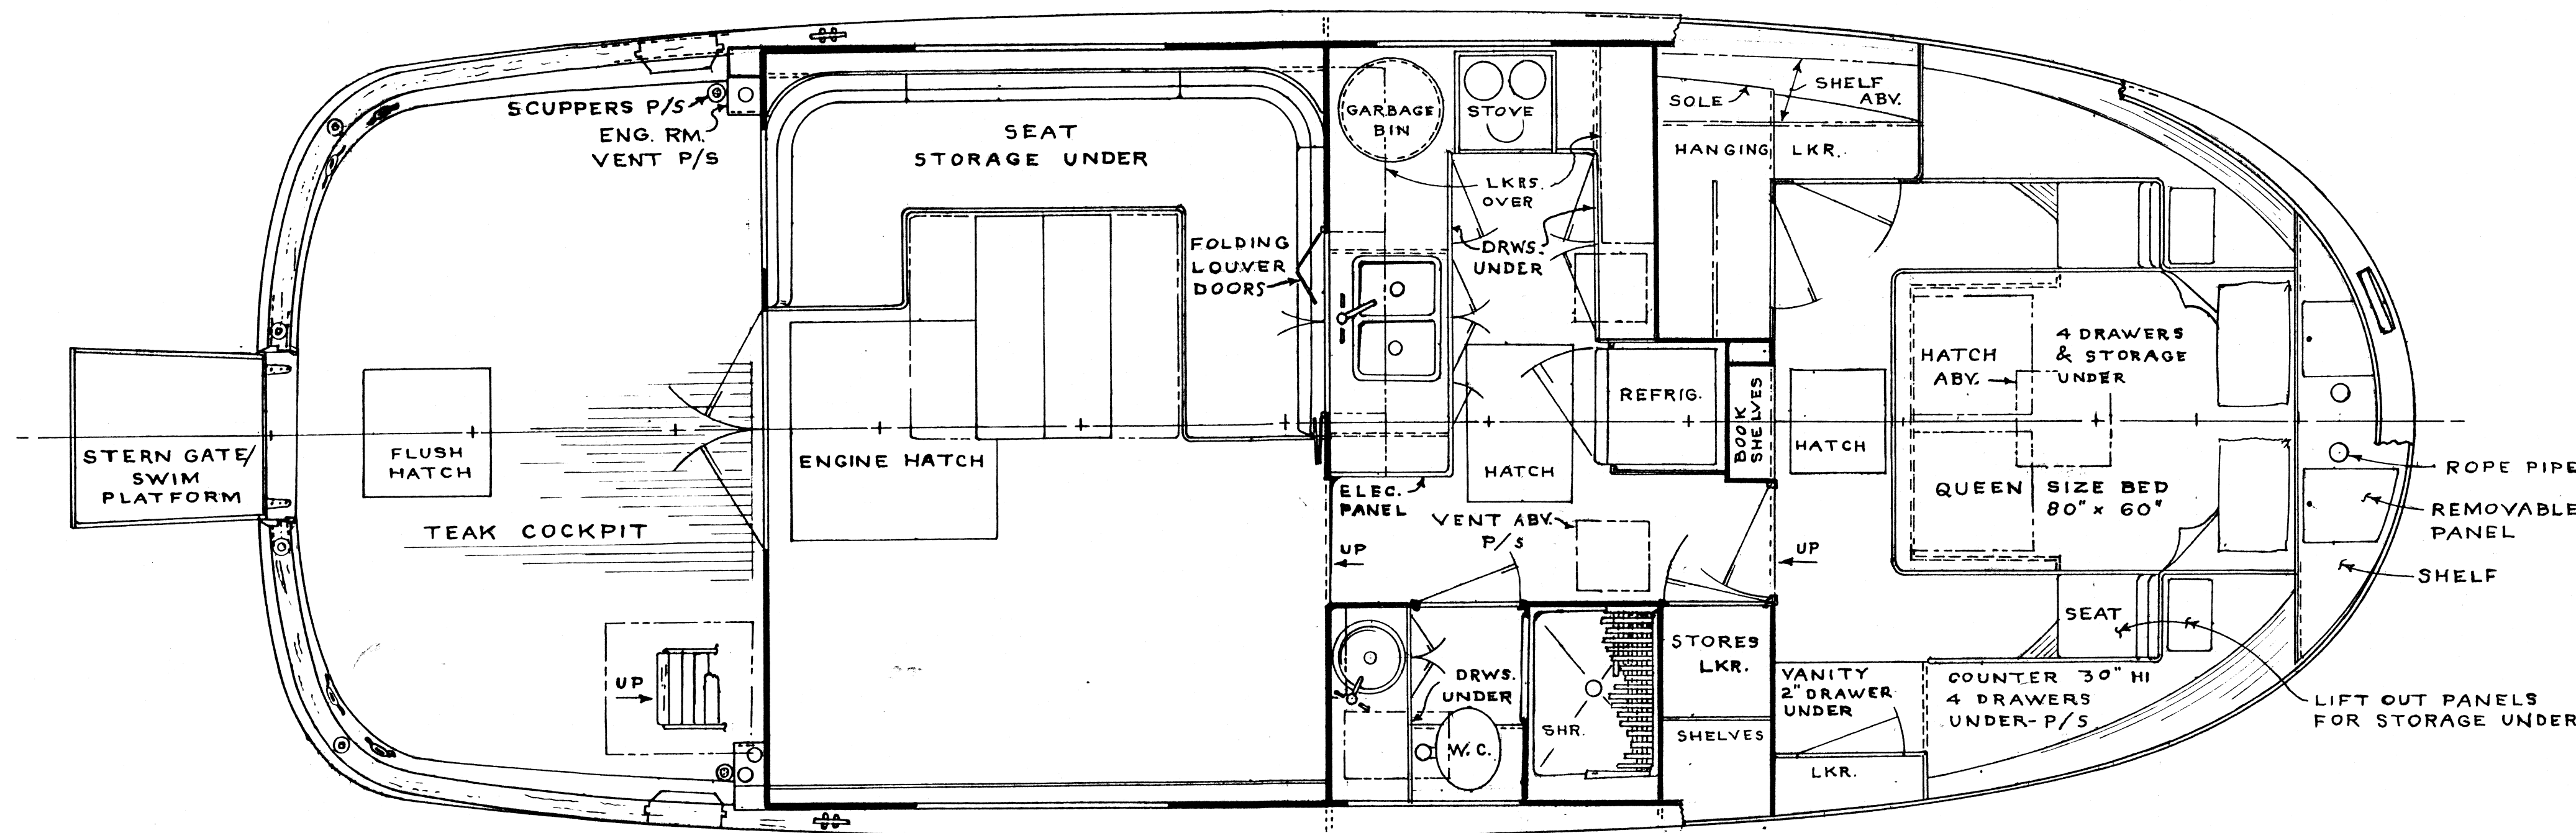 SCUPPERS P/S
ENG. RM.
VENT P/S
SEAT
STORAGE UNDER
FOLDING
LOUVER
DOORS
GARBAGE
BIN
STOVE
LKRS.
OVER
DRWS.
UNDER
SOLE
SHELF
ABV.
HANGING LKR.
STERN GATE/
SWIM
PLATFORM
FLUSH
HATCH
TEAK COCKPIT
ENGINE HATCH
UP
ELEC.
PANEL
HATCH
REFRIG.
BOOK
SHELVES
VENT ABV.
P/S
UP
UP
HATCH
HATCH
ABV.
4 DRAWERS
& STORAGE
UNDER
QUEEN SIZE BED
80" x 60"
ROPE PIPE
REMOVABLE
PANEL
SHELF
SEAT
DRWS.
UNDER
W.C.
SHR.
STORES
LKR.
SHELVES
VANITY
2" DRAWER
UNDER
LKR.
COUNTER 30" HI
4 DRAWERS
UNDER-P/S
LIFT OUT PANELS
FOR STORAGE UNDER